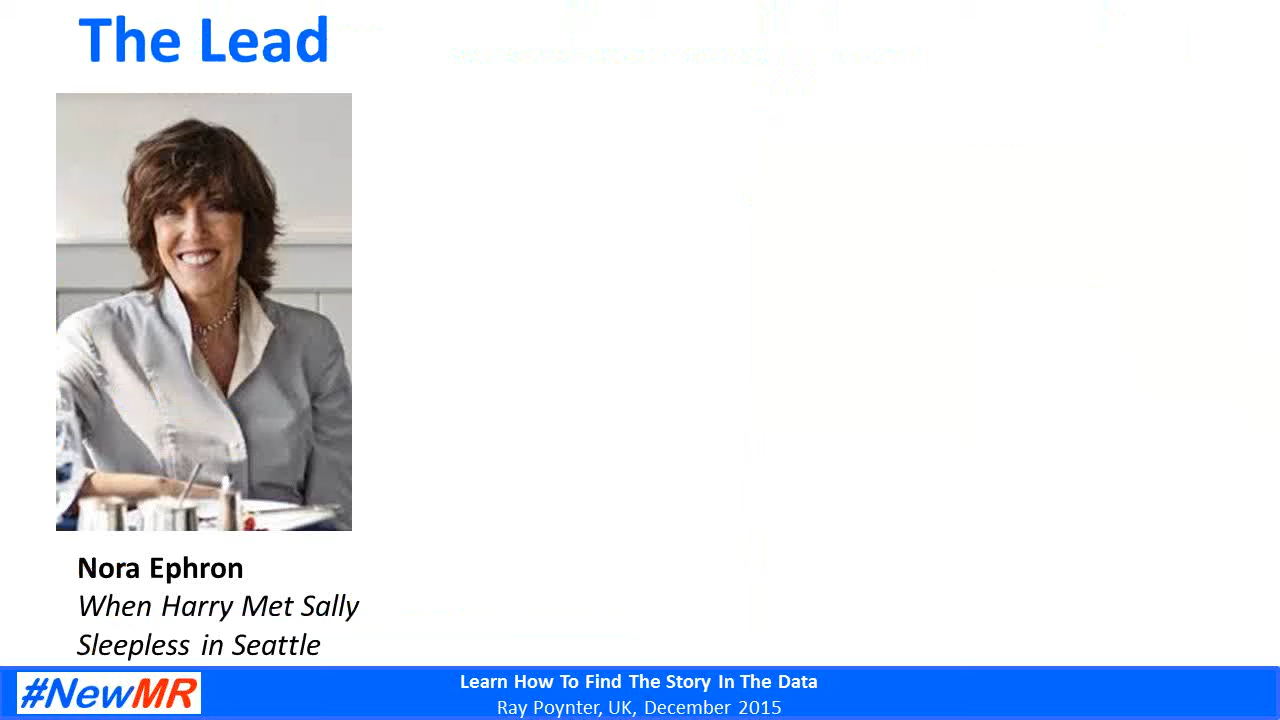 The Lead
Nora Ephron
When Harry Met Sally
Sleepless in Seattle
#NewMR
Learn How To Find The Story In The Data
Ray Poynter, UK, December 2015